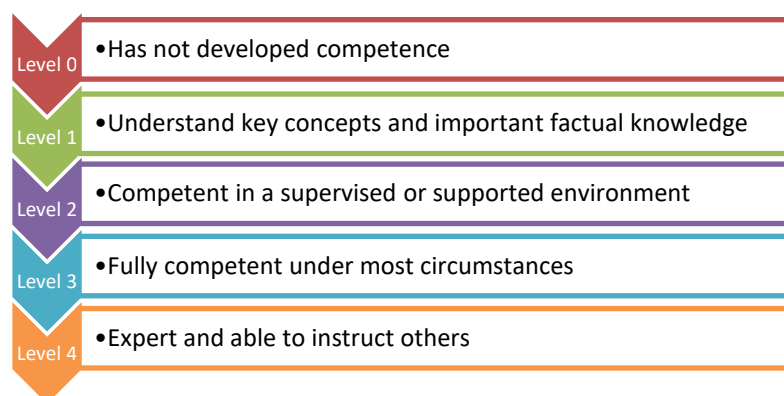 Level 0
•Has not developed competence
Level 1
•Understand key concepts and important factual knowledge
Level 2
•Competent in a supervised or supported environment
Level 3
•Fully competent under most circumstances
Level 4
•Expert and able to instruct others